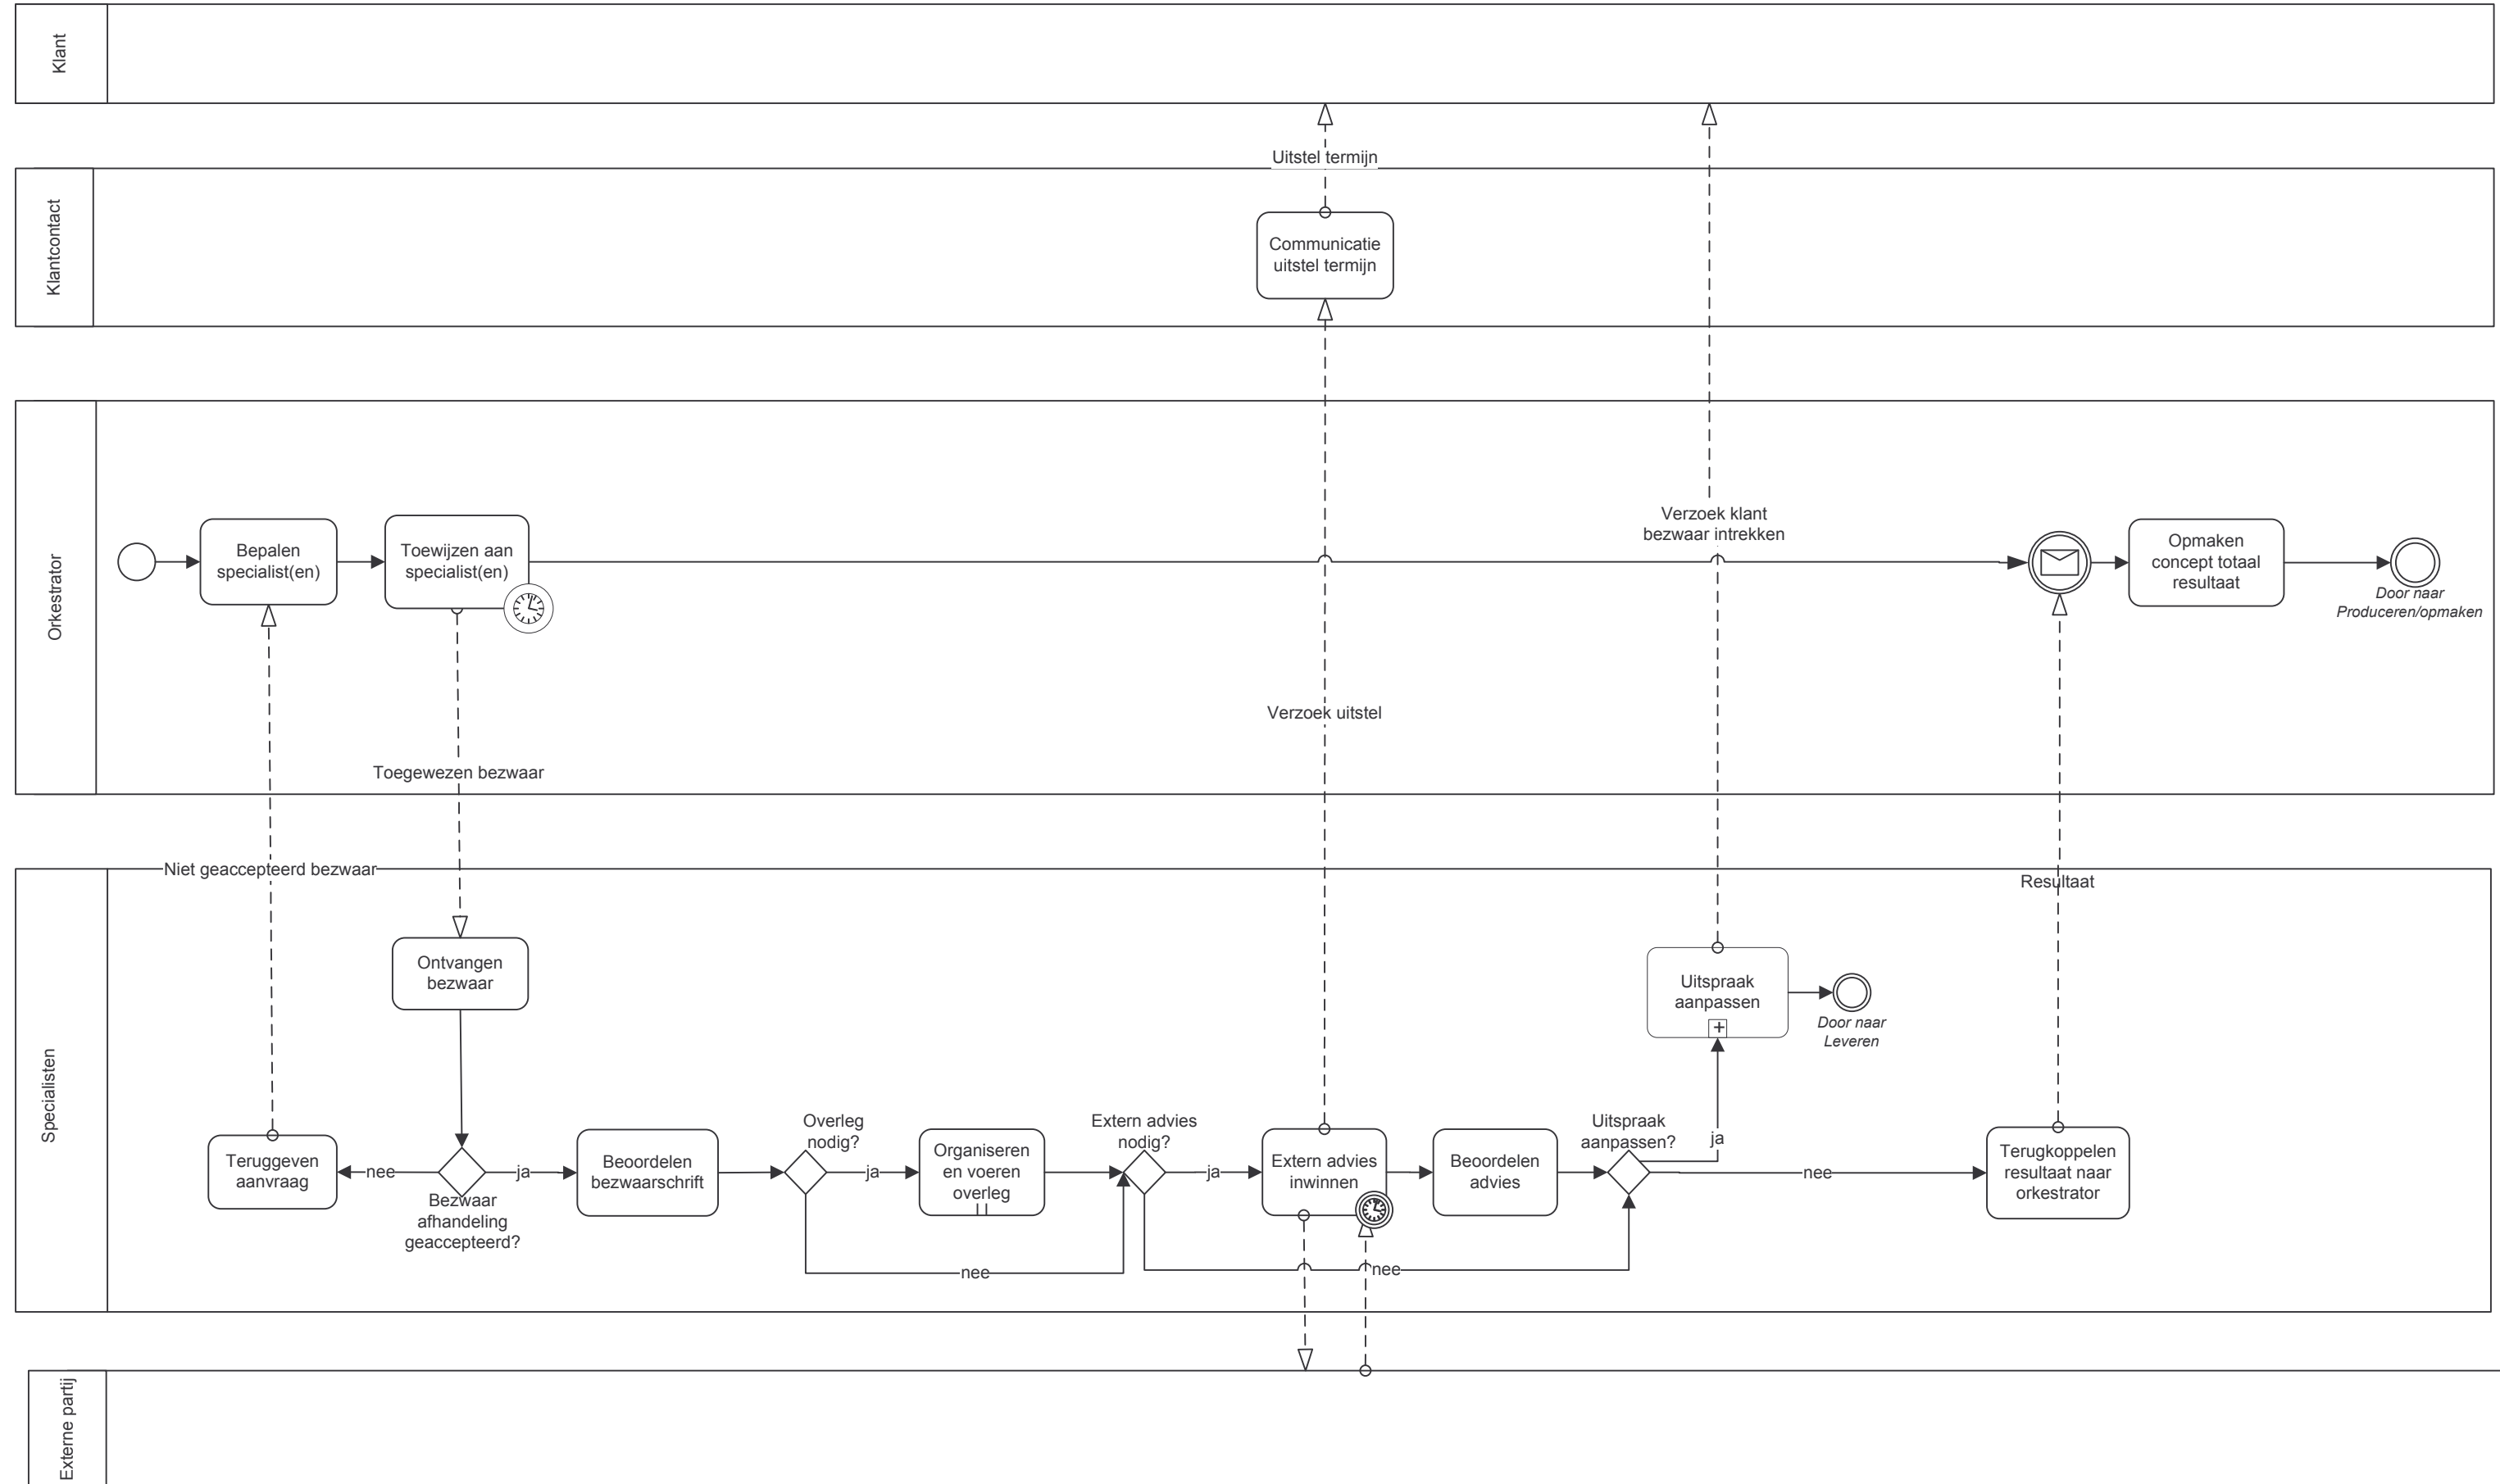 Klant
Uitstel termijn
Klantcontact
Communicatie
uitstel termijn
Orkestrator
Bepalen
specialist(en)
Toewijzen aan
specialist(en)
Verzoek klant
bezwaar intrekken
Opmaken
concept totaal
resultaat
Door naar
Produceren/opmaken
Verzoek uitstel
Toegewezen bezwaar
Niet geaccepteerd bezwaar
Resultaat
Specialisten
Ontvangen
bezwaar
Uitspraak
aanpassen
Door naar
Leveren
Teruggeven
aanvraag
nee
ja
Bezwaar
afhandeling
geaccepteerd?
Beoordelen
bezwaarschrift
Overleg
nodig?
ja
nee
Organiseren
en voeren
overleg
Extern advies
nodig?
ja
nee
Extern advies
inwinnen
Beoordelen
advies
Uitspraak
aanpassen?
ja
nee
Terugkoppelen
resultaat naar
orkestrator
Externe partij